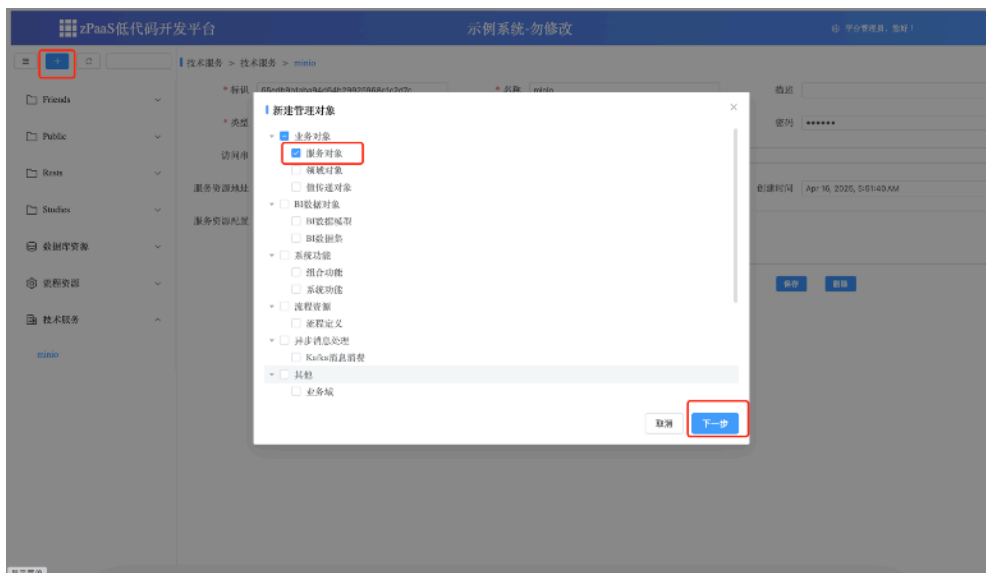 zPaaS低代码开发平台
示例系统-勿修改
平台管理员，您好！
技术服务 > 技术服务 > minio
* 标识
* 名称 minio
描述
* 类型
密码 ••••••
访问串
服务资源地址
创建时间
服务资源配置
保存 删除
Friends
Public
Rests
Studies
数据库资源
流程资源
技术服务
minio
新建管理对象
业务对象
服务对象
领域对象
值传递对象
BI数据对象
BI数据模型
BI数据集
系统功能
组合功能
系统功能
流程资源
流程定义
异步消息处理
Kafka消息消费
其他
业务域
取消 下一步